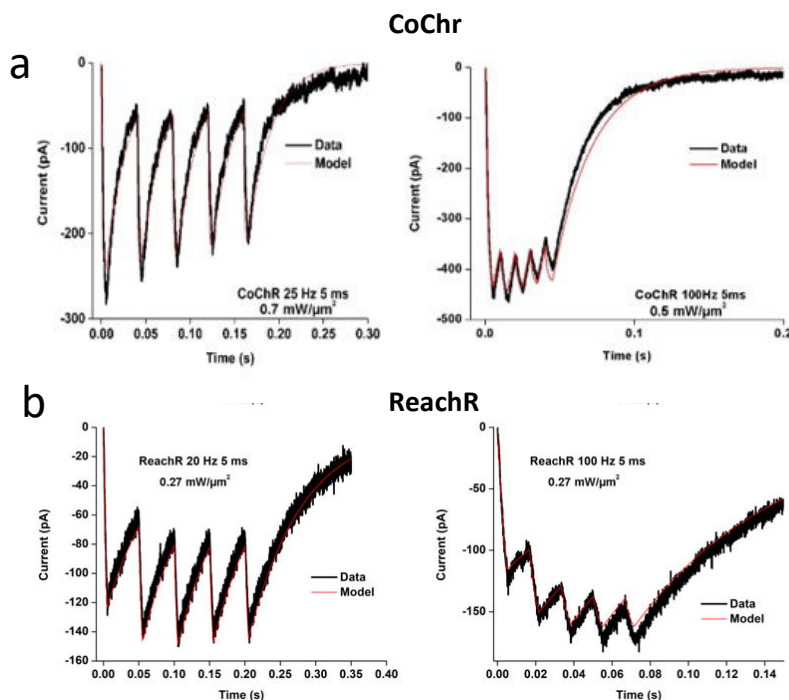 CoChr
a
0
-100
-200
-300
Current (pA)
Data
Model
CoChR 25 Hz 5 ms
0.7 mW/µm²
0.00 0.05 0.10 0.15 0.20 0.25 0.30
Time (s)
0
-100
-200
-300
-400
-500
Current (pA)
Data
Model
CoChR 100Hz 5ms
0.5 mW/µm²
0.0 0.1 0.2
Time (s)
b
ReachR
0
-20
-40
-60
-80
-100
-120
-140
-160
Current (pA)
ReachR 20 Hz 5 ms
0.27 mW/µm²
Data
Model
0.00 0.05 0.10 0.15 0.20 0.25 0.30 0.35 0.40
Time (s)
0
-50
-100
-150
Current (pA)
ReachR 100 Hz 5 ms
0.27 mW/µm²
Data
Model
0.00 0.02 0.04 0.06 0.08 0.10 0.12 0.14
Time (s)